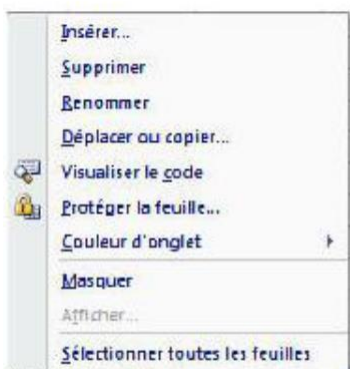 Insérer...
Supprimer
Renommer
Déplacer ou copier...
Visualiser le code
Protéger la feuille...
Couleur d'onglet
Masquer
Afficher...
Sélectionner toutes les feuilles